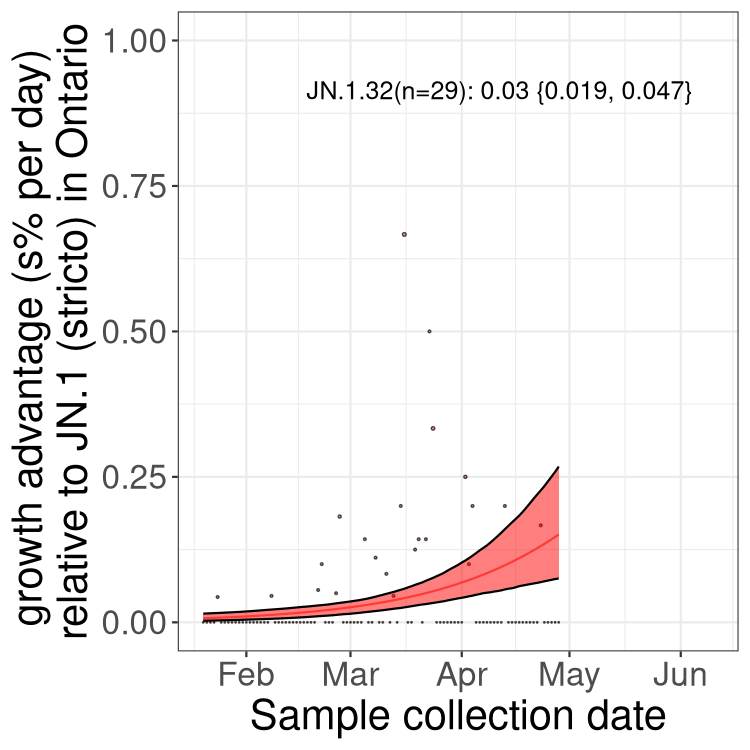 growth advantage (s% per day)
relative to JN.1 (stricto) in Ontario
1.00
JN.1.32(n=29): 0.03 {0.019, 0.047}
0.75
0.50
0.25
0.00
Feb Mar Apr May Jun
Sample collection date